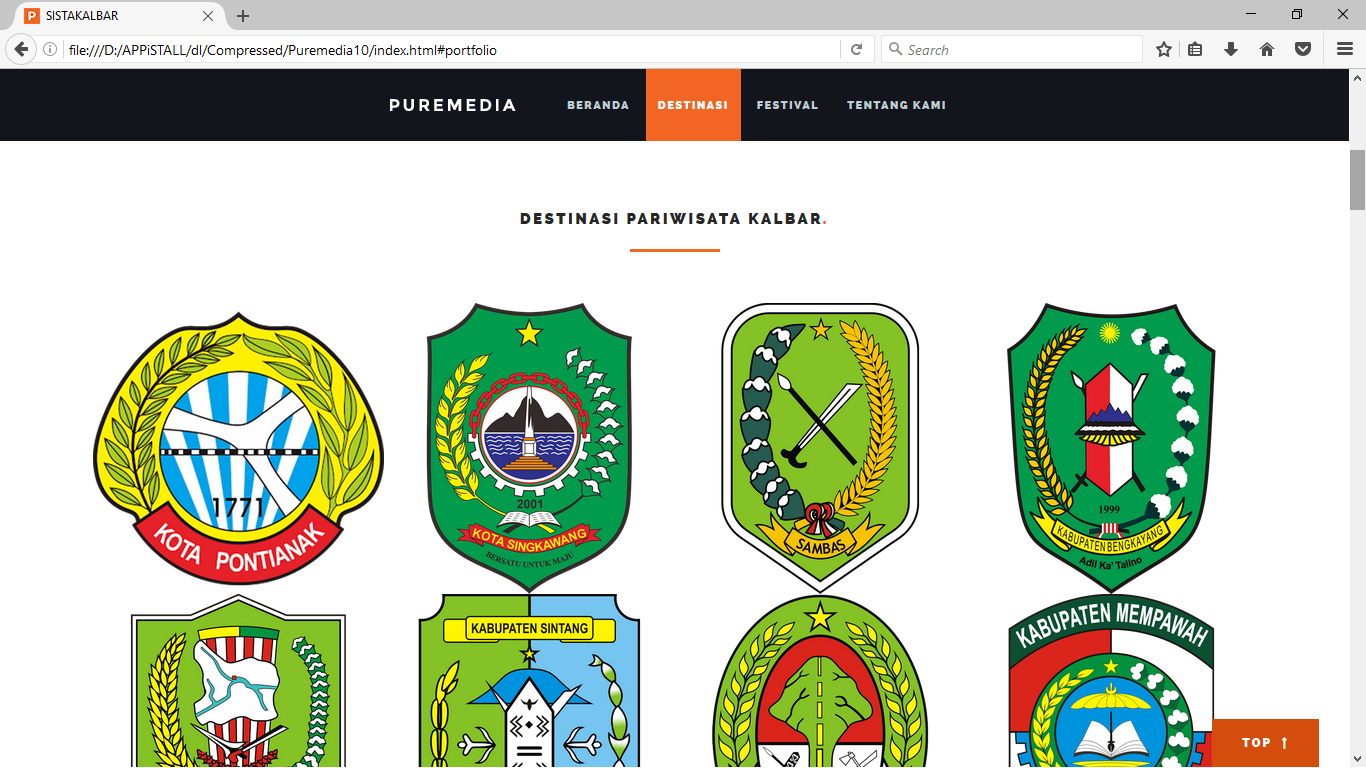 P SISTAKALBAR
file:///D:/APPiSTALL/dl/Compressed/Puremedia10/index.html#portfolio
Search
PUREMEDIA
BERANDA
DESTINASI
FESTIVAL
TENTANG KAMI
DESTINASI PARIWISATA KALBAR.
1771
KOTA PONTIANAK
2001
KOTA SINGKAWANG
BERSATU UNTUK MAJU
SAMBAS
1999
KABUPATEN BENGKAYANG
Adil Ka' Talino
KABUPATEN SINTANG
KABUPATEN MEMPAWAH
TOP ↑